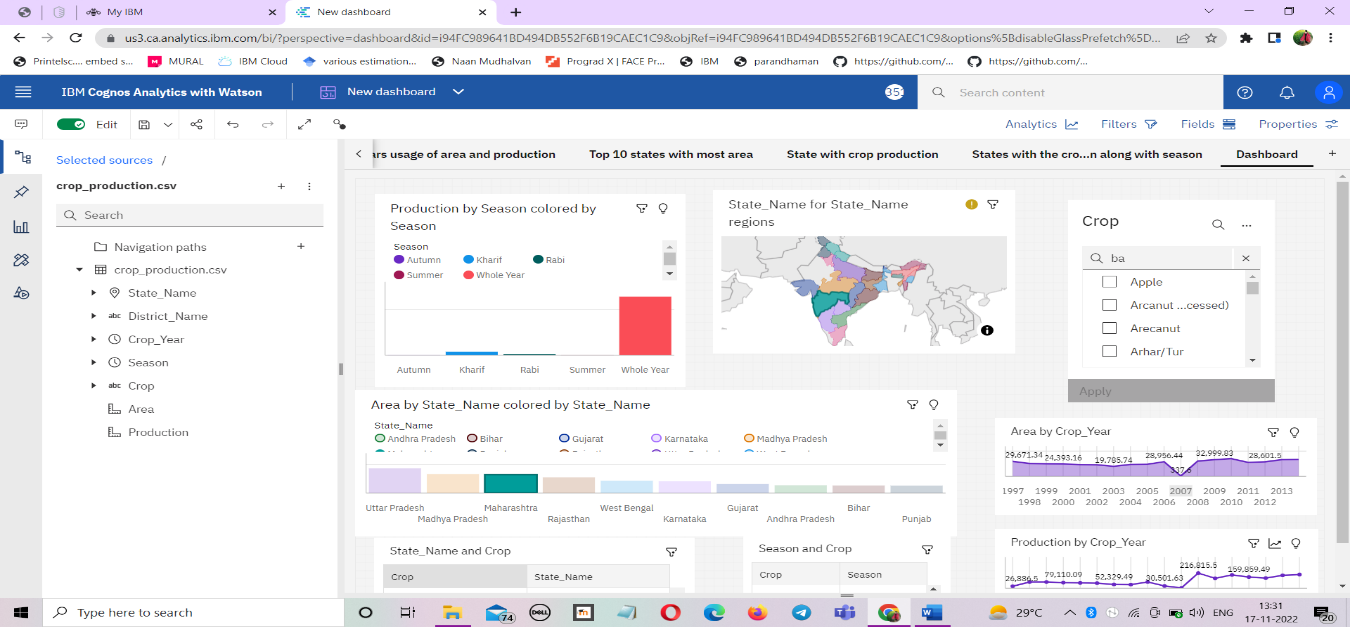 My IBM
New dashboard
us3.ca.analytics.ibm.com/bi/?perspective=dashboard&id=i94FC989641BD494DB552F6B19CAEC1C9&objRef=i94FC989641BD494DB552F6B19CAEC1C9&options%5BdisableGlassPrefetch%5D...
Printelsc.... embed s... MURAL IBM Cloud various estimation... Naan Mudhalvan Prograd X | FACE Pr... IBM parandhaman https://github.com/... https://github.com/...
IBM Cognos Analytics with Watson New dashboard Search content
Edit Analytics Filters Fields Properties
Selected sources /
crop_production.csv
Search
Navigation paths
crop_production.csv
State_Name
abc District_Name
Crop_Year
Season
abc Crop
Area
Production
ars usage of area and production Top 10 states with most area State with crop production States with the cro...n along with season Dashboard
Production by Season colored by
Season
Season
Autumn Kharif Rabi
Summer Whole Year
Autumn Kharif Rabi Summer Whole Year
State_Name for State_Name
regions
Crop
ba
Apple
Arcanut ...cessed)
Arecanut
Arhar/Tur
Apply
Area by State_Name colored by State_Name
State_Name
Andhra Pradesh Bihar Gujarat Karnataka Madhya Pradesh
Uttar Pradesh Maharashtra West Bengal Gujarat Bihar
Madhya Pradesh Rajasthan Karnataka Andhra Pradesh Punjab
Area by Crop_Year
29,671.34 24,393.16 19,785.74 28,956.44 32,999.83 28,601.5
1997 1999 2001 2003 2005 2007 2009 2011 2013
1998 2000 2002 2004 2006 2008 2010 2012
State_Name and Crop
Crop State_Name
Season and Crop
Crop Season
Production by Crop_Year
26,886.5 79,110.09 52,329.49 30,501.63 216,815.5 159,859.49
Type here to search
74
DELL
29°C
ENG
13:31
17-11-2022
20